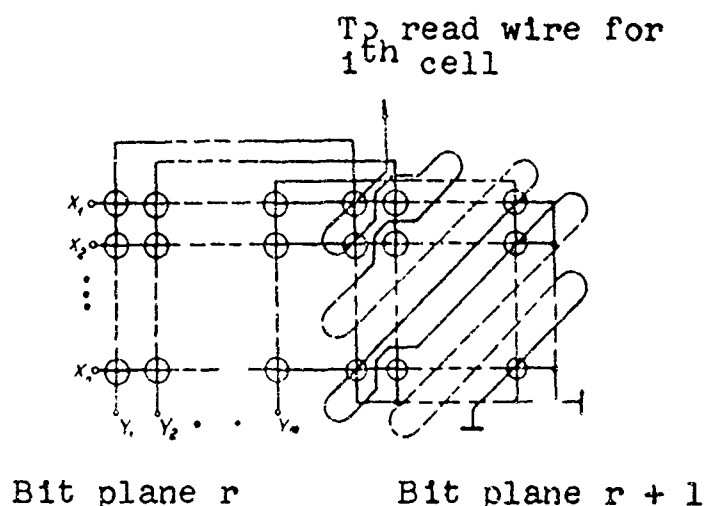 To read wire for
ith cell
X1
X2
Xn
Y1 Y2 Ym
Bit plane r Bit plane r + 1